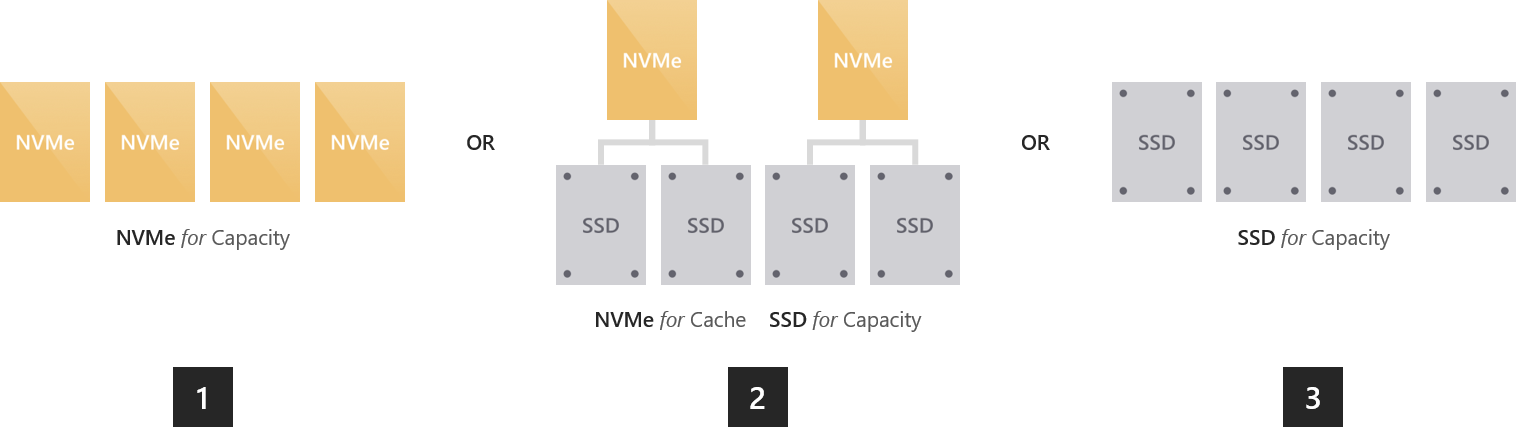 NVMe NVMe
NVMe NVMe NVMe NVMe OR OR SSD SSD SSD SSD
SSD SSD SSD SSD
NVMe for Capacity SSD for Capacity
NVMe for Cache SSD for Capacity
1 2 3